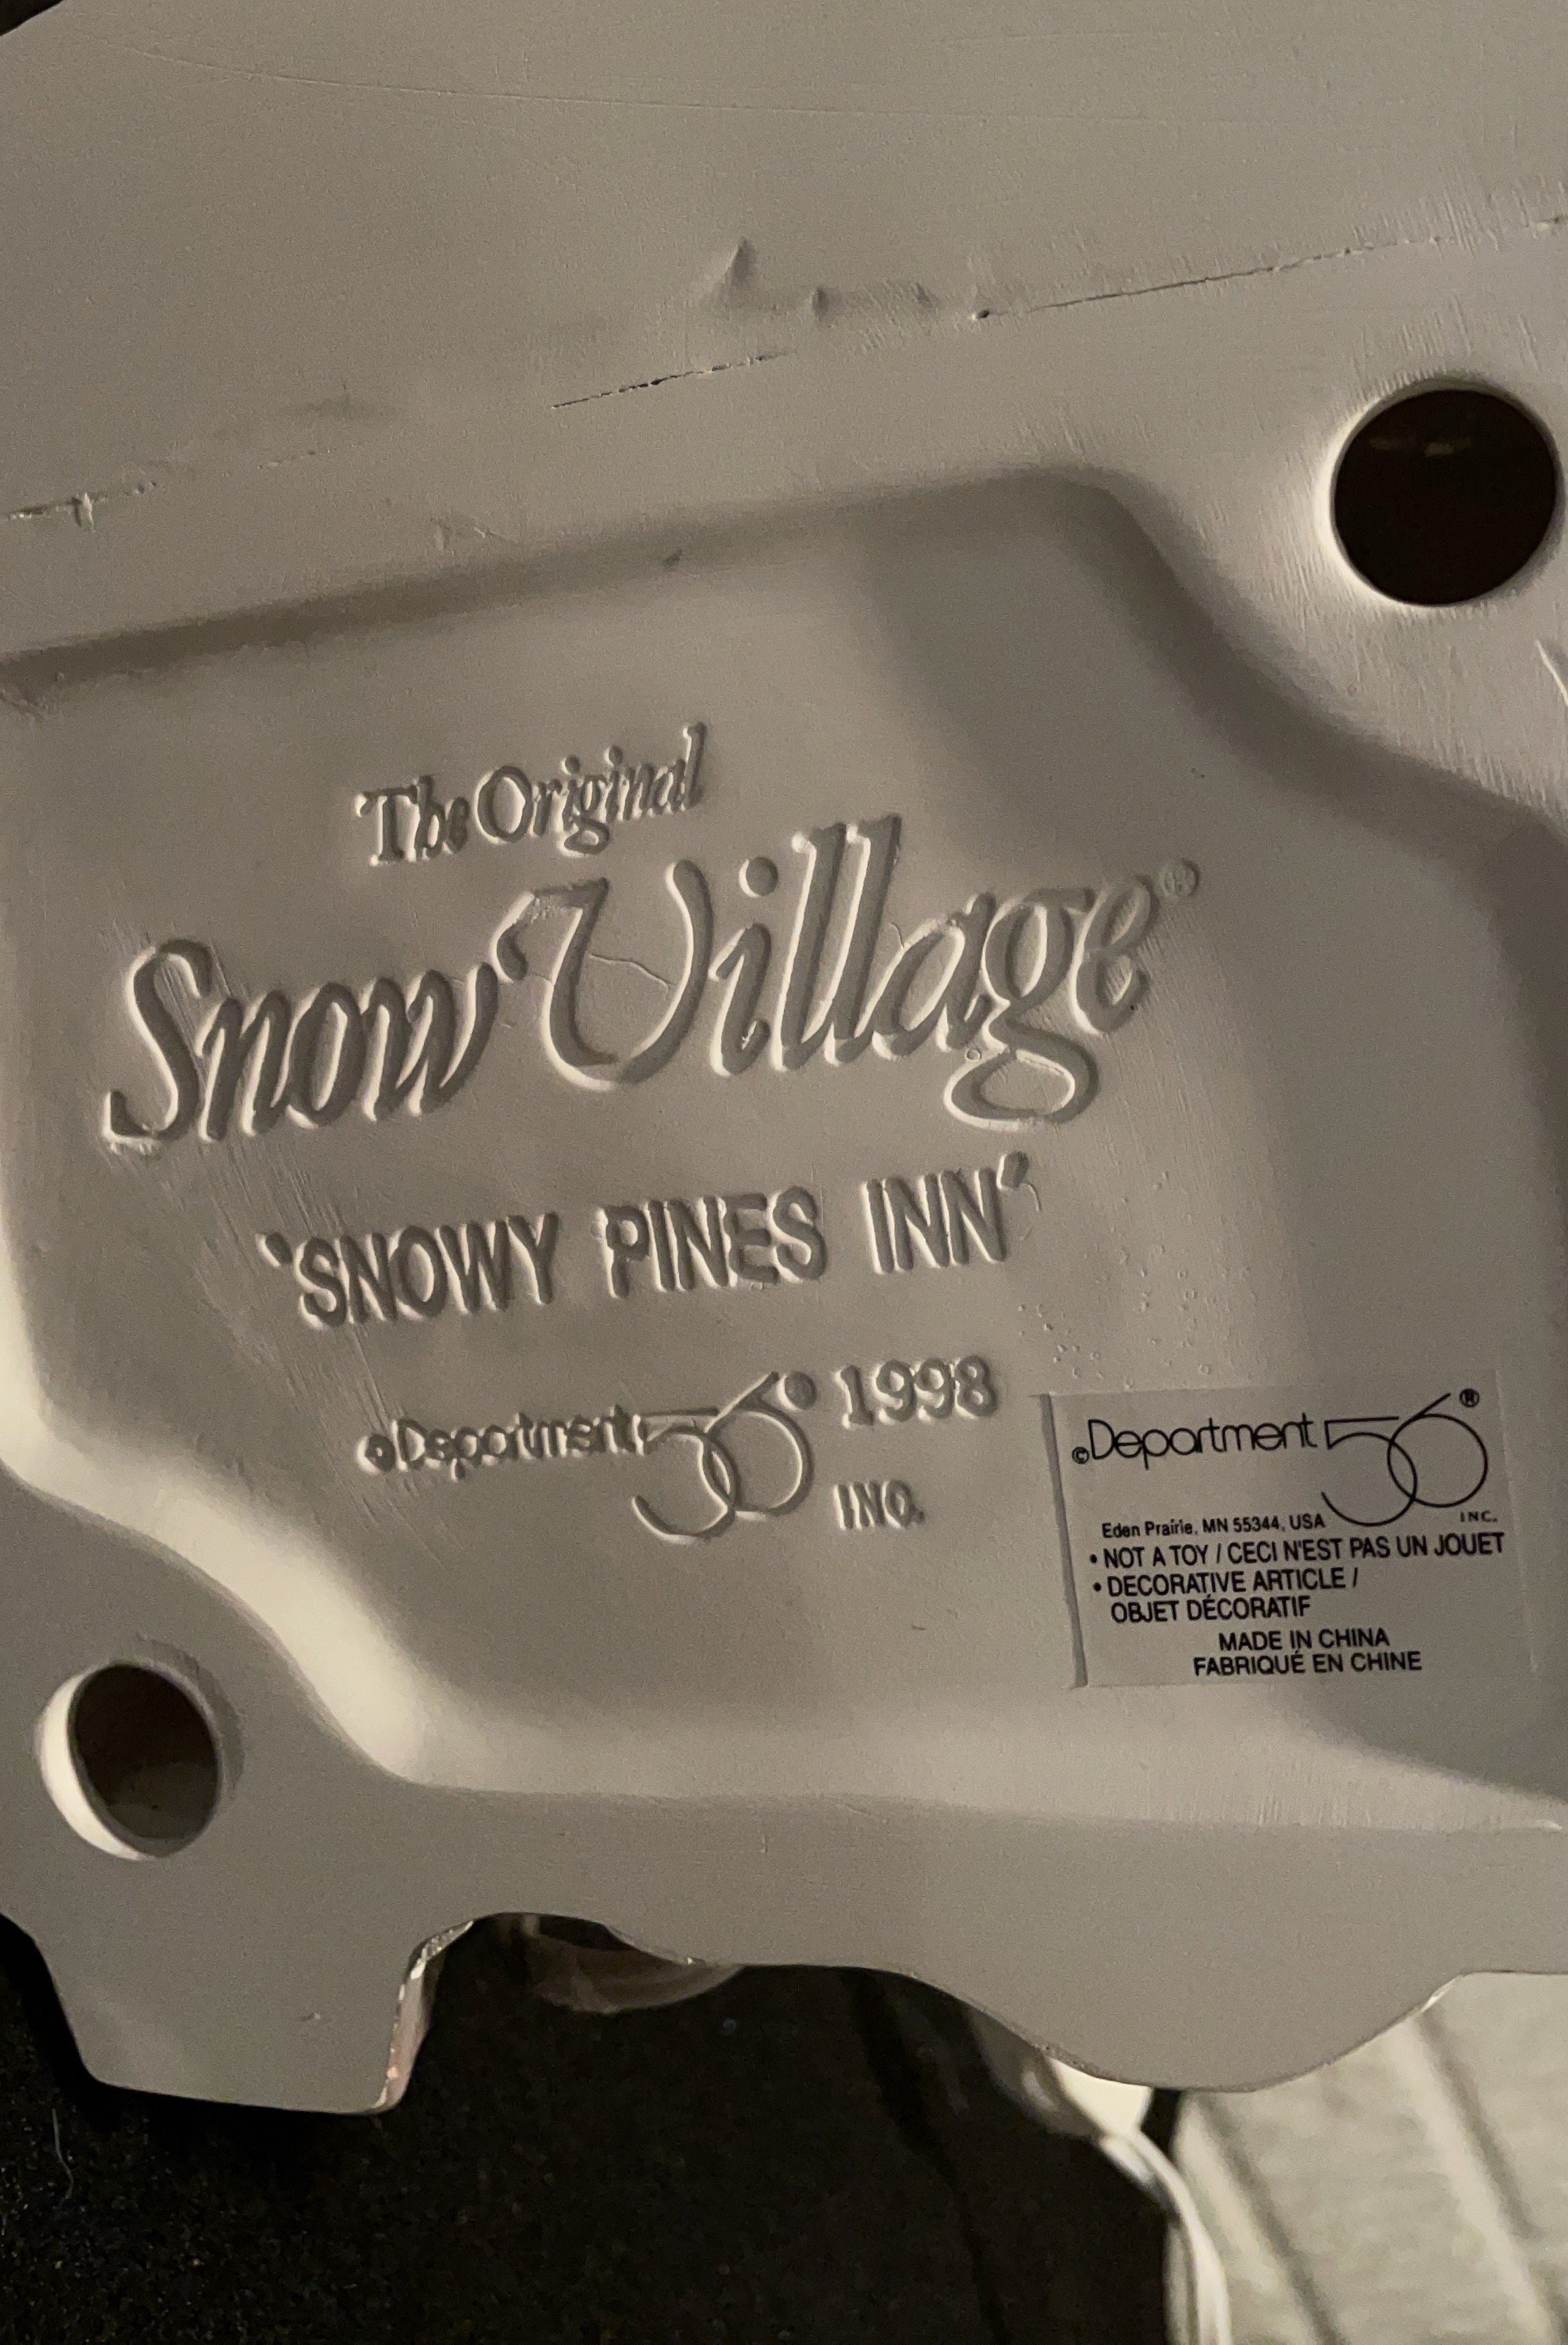 The Original
Snow Village®
"SNOWY PINES INN"
©Department 56® 1998
INC.
©Department 56®
Eden Prairie, MN 55344, USA INC.
• NOT A TOY / CECI N'EST PAS UN JOUET
• DECORATIVE ARTICLE /
OBJET DÉCORATIF
MADE IN CHINA
FABRIQUÉ EN CHINE